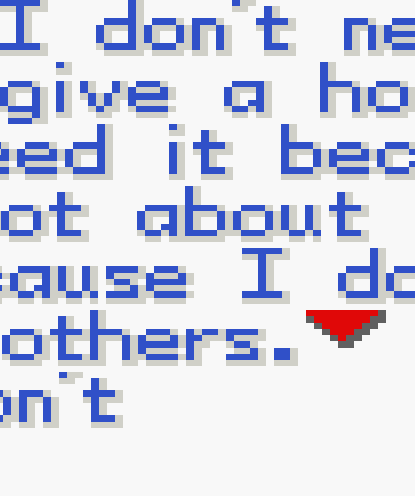 I don't ne
give a ho
eed it bec
ot about
cause I do
others.
on't